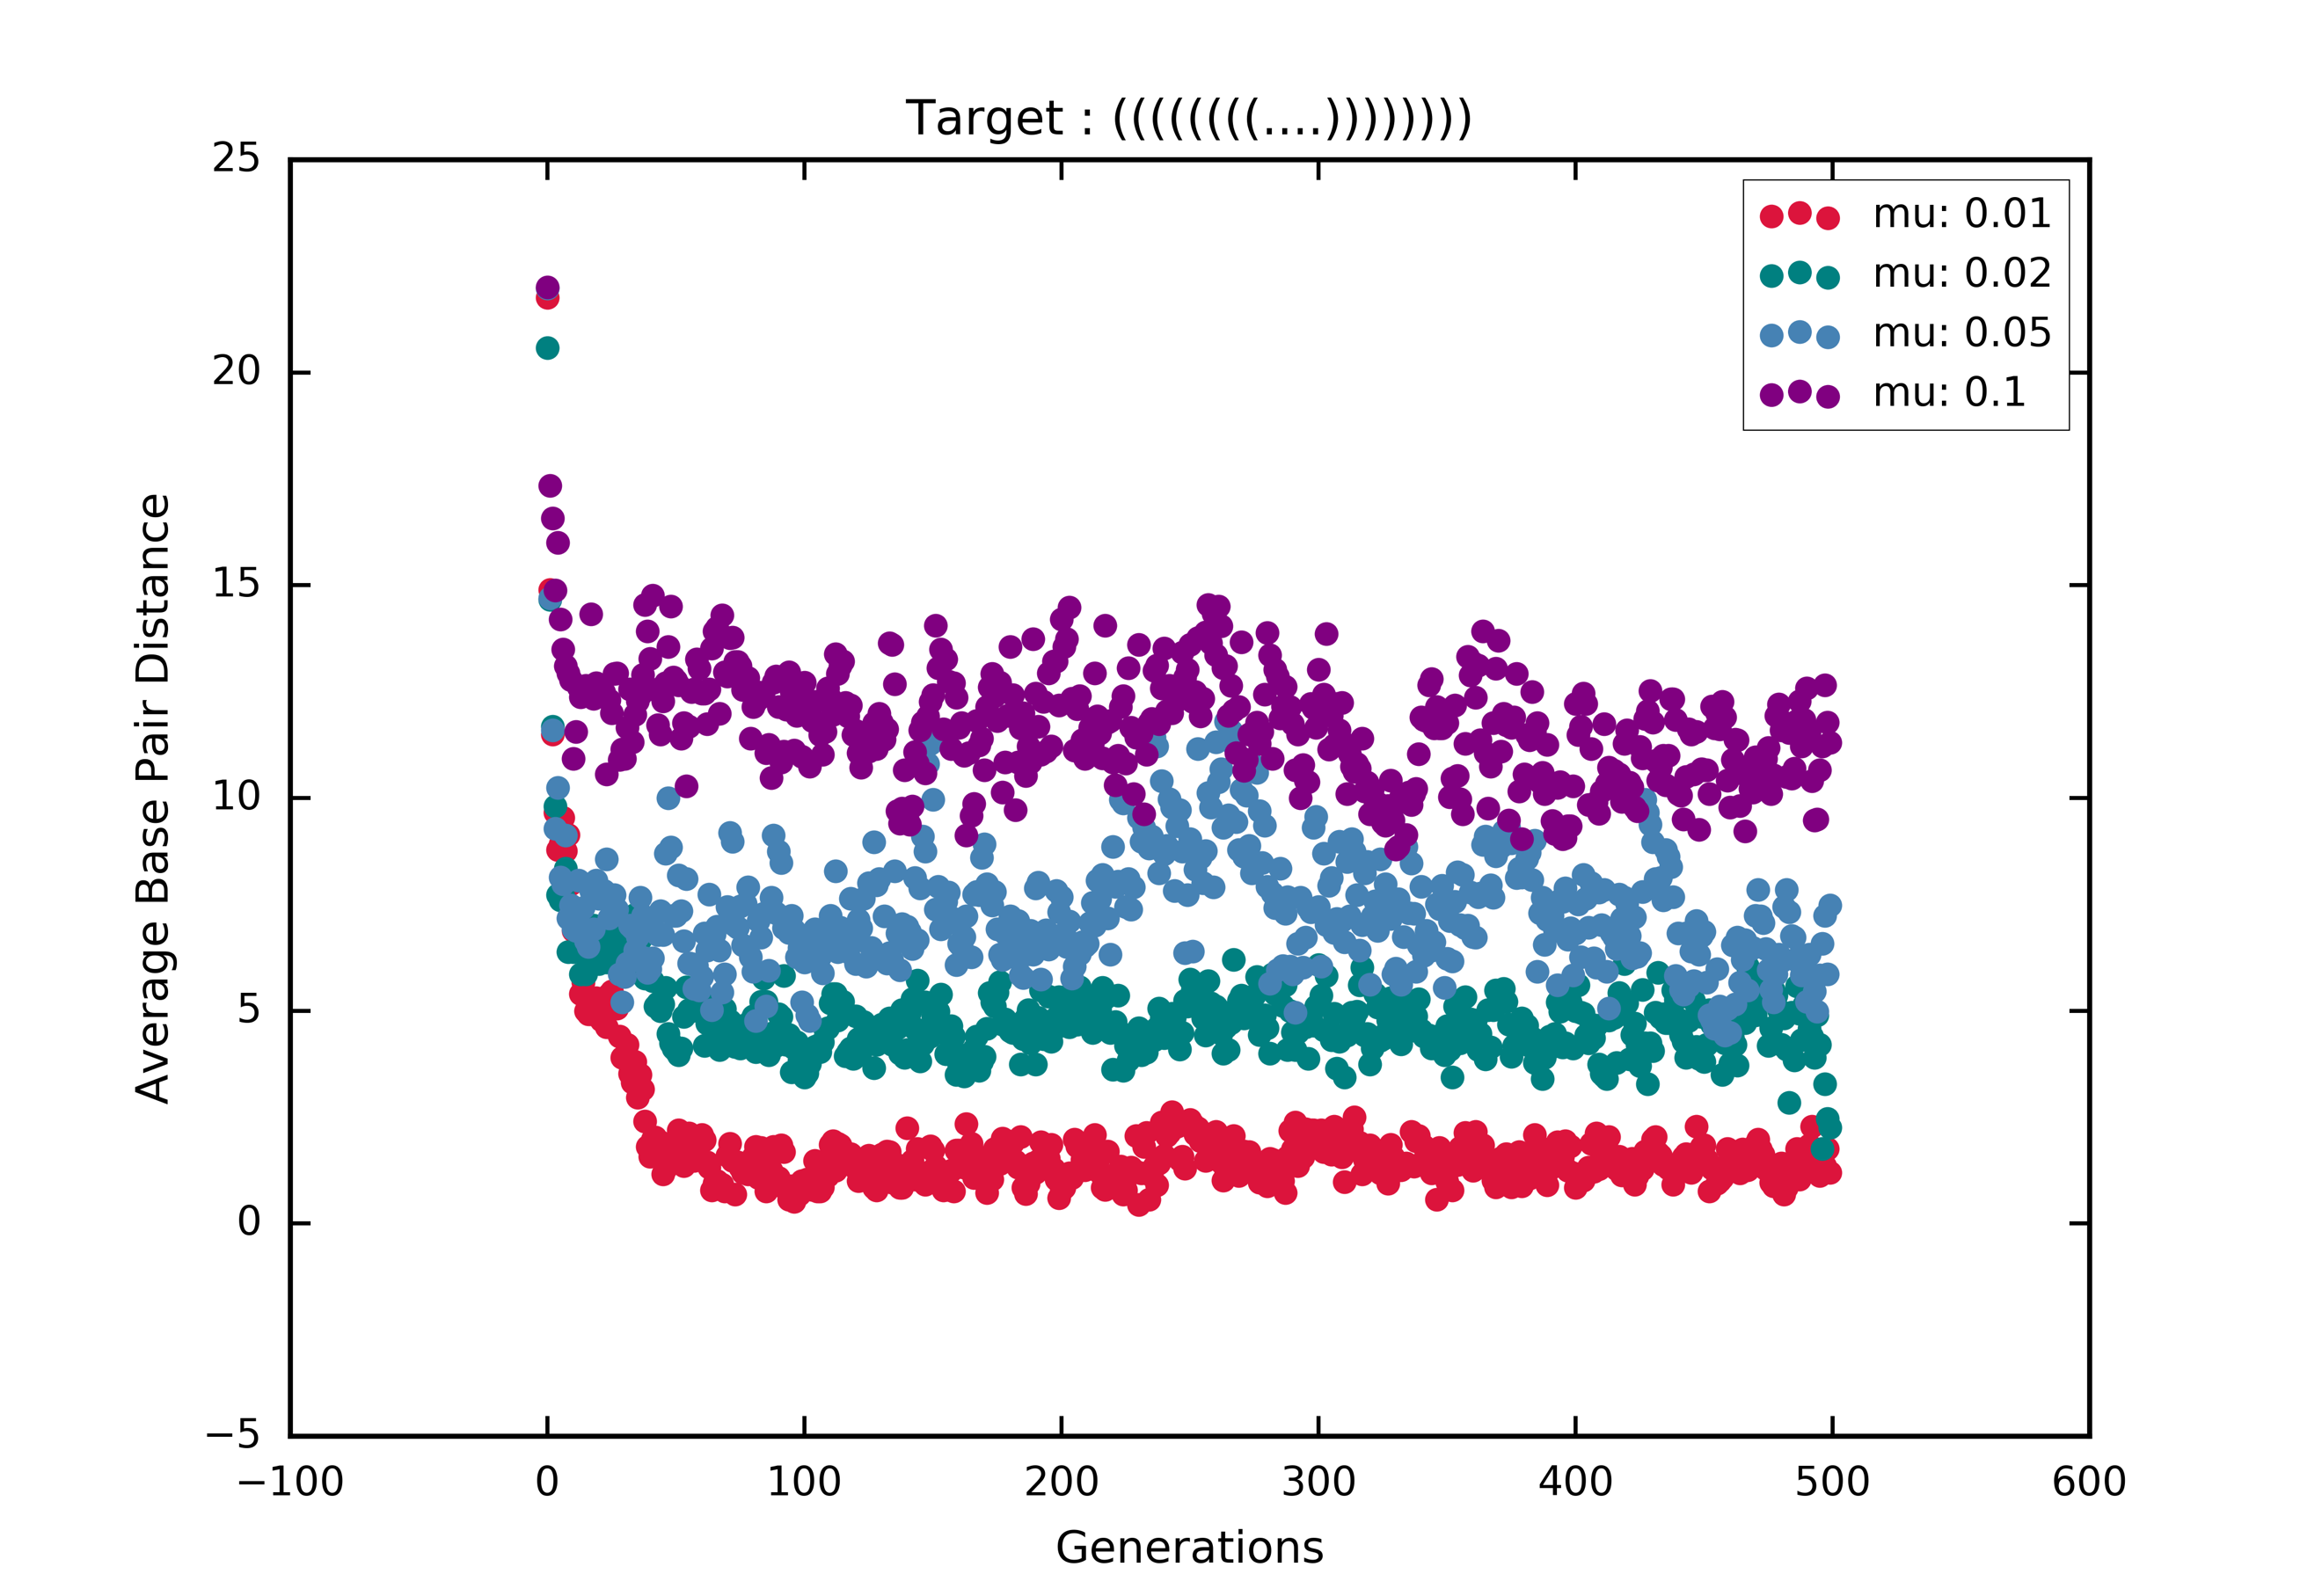 Target : ((((((((....))))))))
25
20
15
10
5
0
−5
−100 0 100 200 300 400 500 600
Generations
Average Base Pair Distance
mu: 0.01
mu: 0.02
mu: 0.05
mu: 0.1